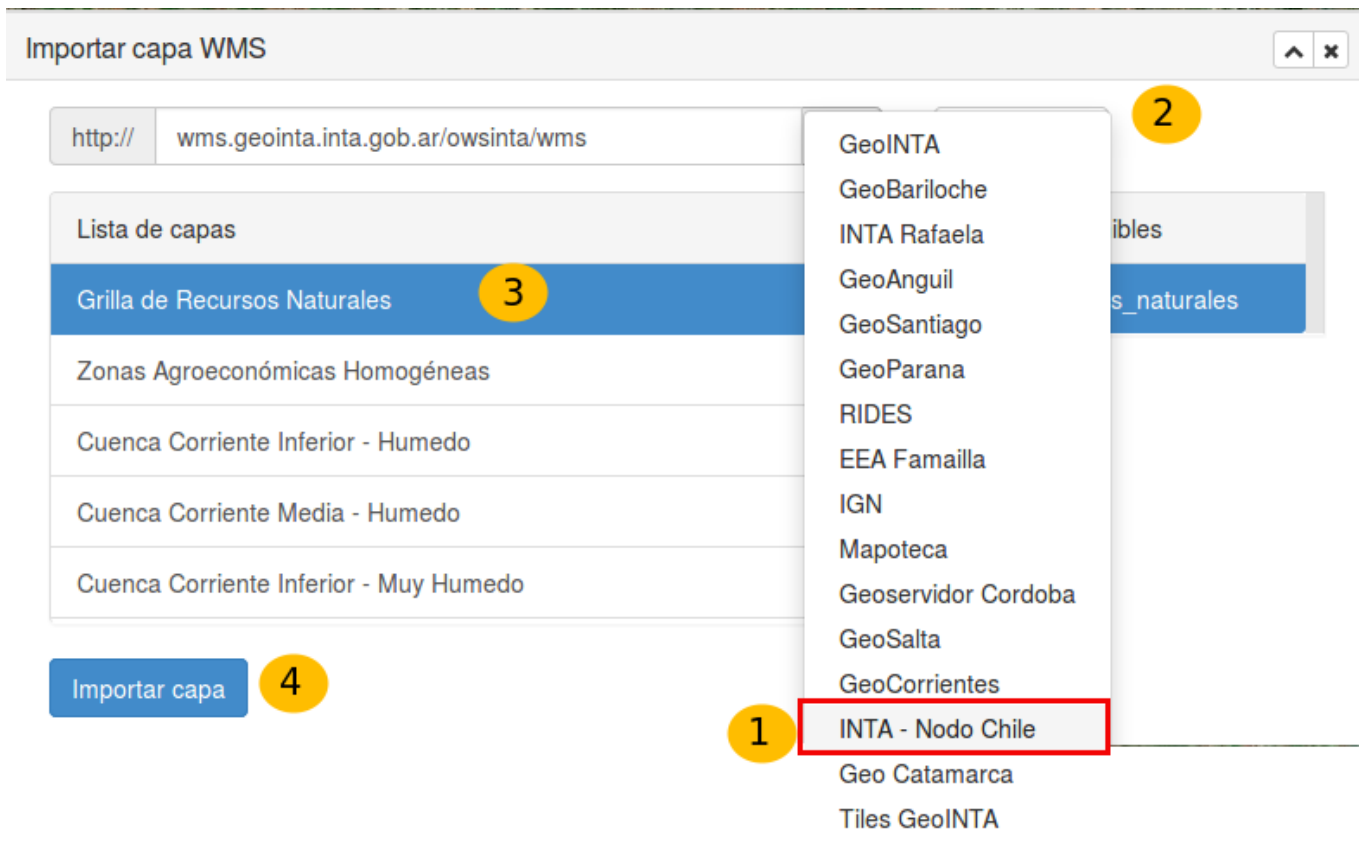 Importar capa WMS
2
http:// wms.geointa.inta.gob.ar/owsinta/wms
Lista de capas
ibles
Grilla de Recursos Naturales
3
s_naturales
Zonas Agroeconómicas Homogéneas
Cuenca Corriente Inferior - Humedo
Cuenca Corriente Media - Humedo
Cuenca Corriente Inferior - Muy Humedo
Importar capa
4
GeoINTA
GeoBariloche
INTA Rafaela
GeoAnguil
GeoSantiago
GeoParana
RIDES
EEA Famailla
IGN
Mapoteca
Geoservidor Cordoba
GeoSalta
GeoCorrientes
1
INTA - Nodo Chile
Geo Catamarca
Tiles GeoINTA